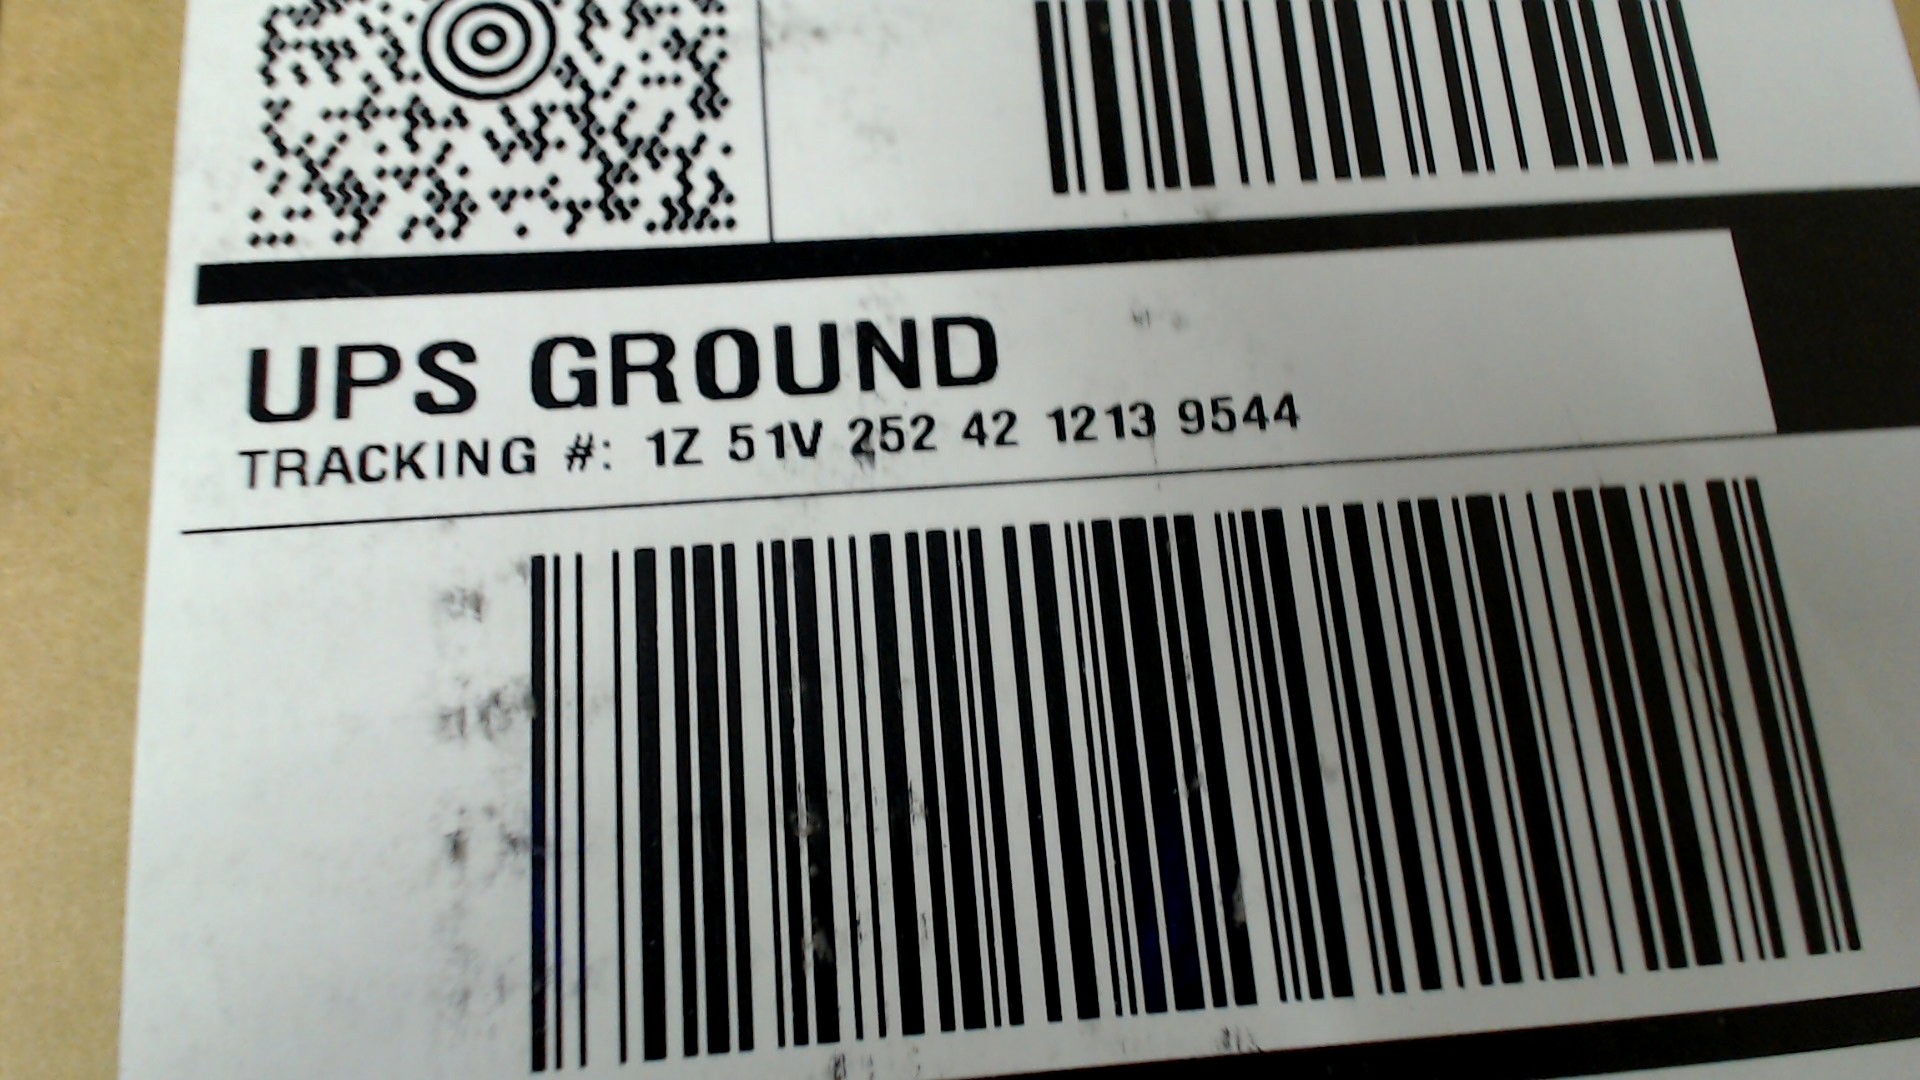 UPS GROUND
TRACKING #: 1Z 51V 252 42 1213 9544